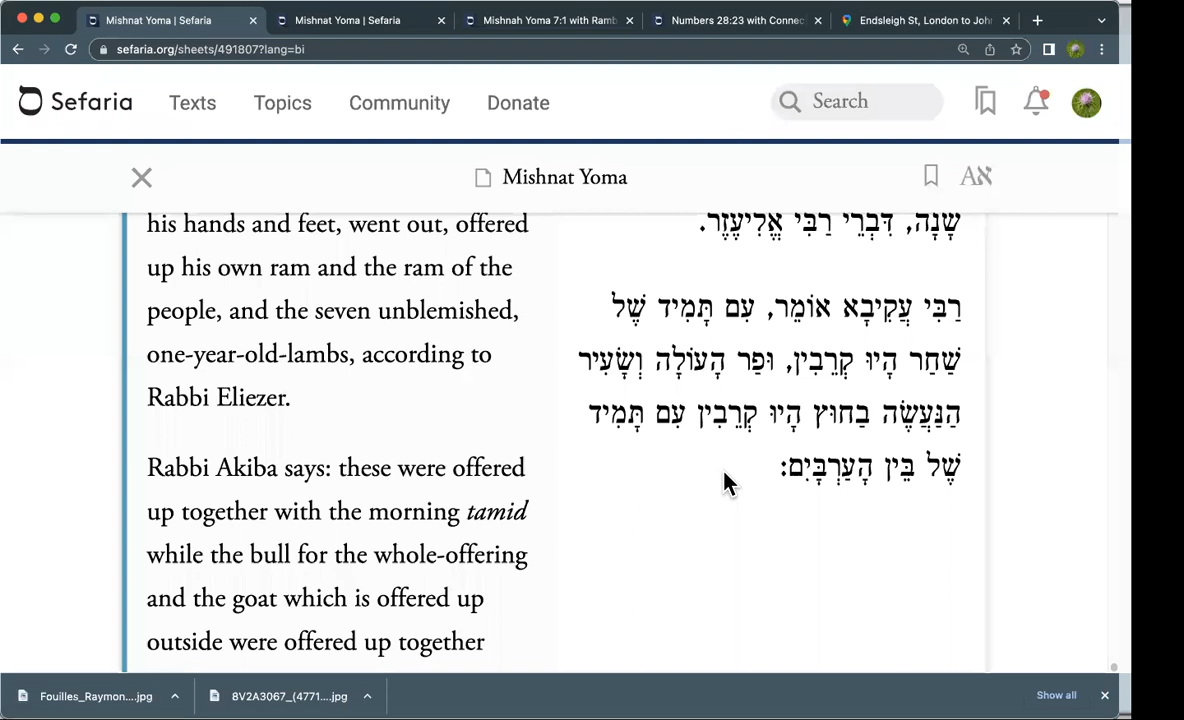 Mishnat Yoma | Sefaria
Mishnat Yoma | Sefaria
Mishnah Yoma 7:1 with Ramb
Numbers 28:23 with Connec
Endsleigh St, London to Joh
sefaria.org/sheets/491807?lang=bi
Sefaria Texts Topics Community Donate Search
Mishnat Yoma Aא
his hands and feet, went out, offered
up his own ram and the ram of the
people, and the seven unblemished,
one-year-old-lambs, according to
Rabbi Eliezer.
Rabbi Akiba says: these were offered
up together with the morning tamid
while the bull for the whole-offering
and the goat which is offered up
outside were offered up together
שָׁנָה, דִּבְרֵי רַבִּי אֱלִיעֶזֶר.
רַבִּי עֲקִיבָא אוֹמֵר, עִם תָּמִיד שֶׁל
שַׁחַר הָיוּ קְרֵבִין, וּפַר הָעוֹלָה וְשָׂעִיר
הַנַּעֲשֶׂה בַחוּץ הָיוּ קְרֵבִין עִם תָּמִיד
שֶׁל בֵּין הָעַרְבָּיִם:
Fouilles_Raymon....jpg
8V2A3067_(4771....jpg
Show all